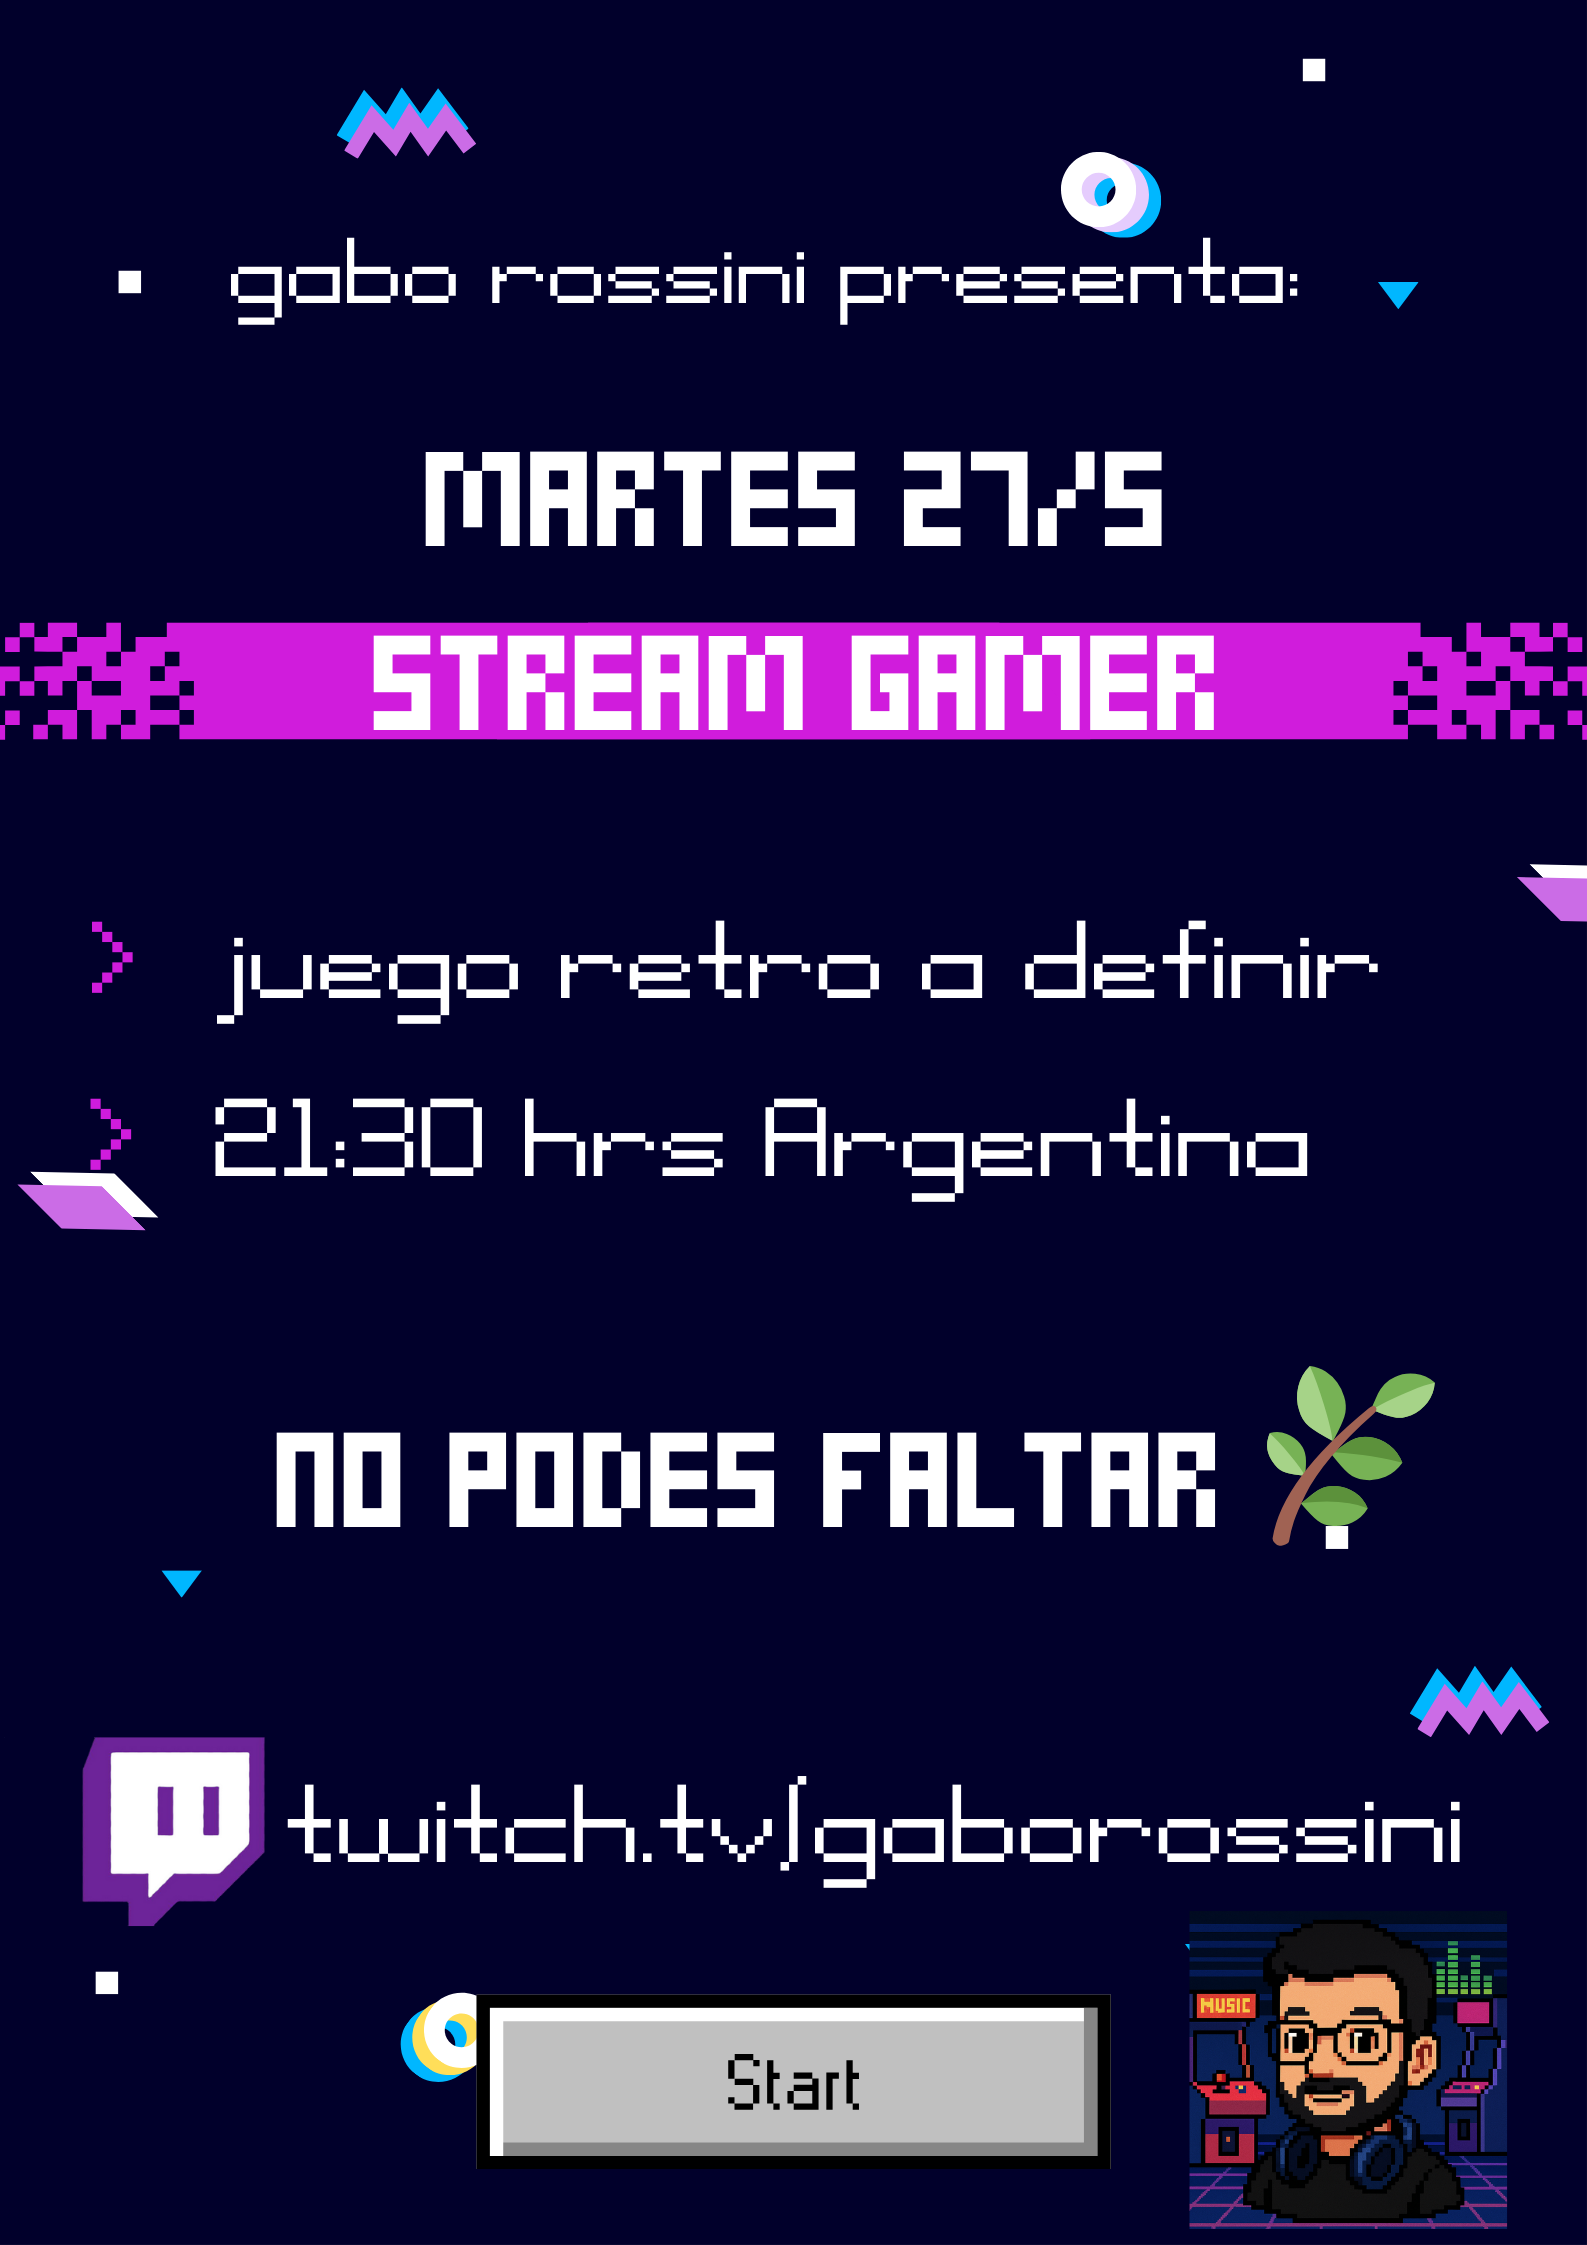 gabo rossini presenta:
MARTES 27/5
STREAM GAMER
juego retro a definir
21:30 hrs Argentina
NO PODES FALTAR
twitch.tv/gaborossini
MUSIC
Start